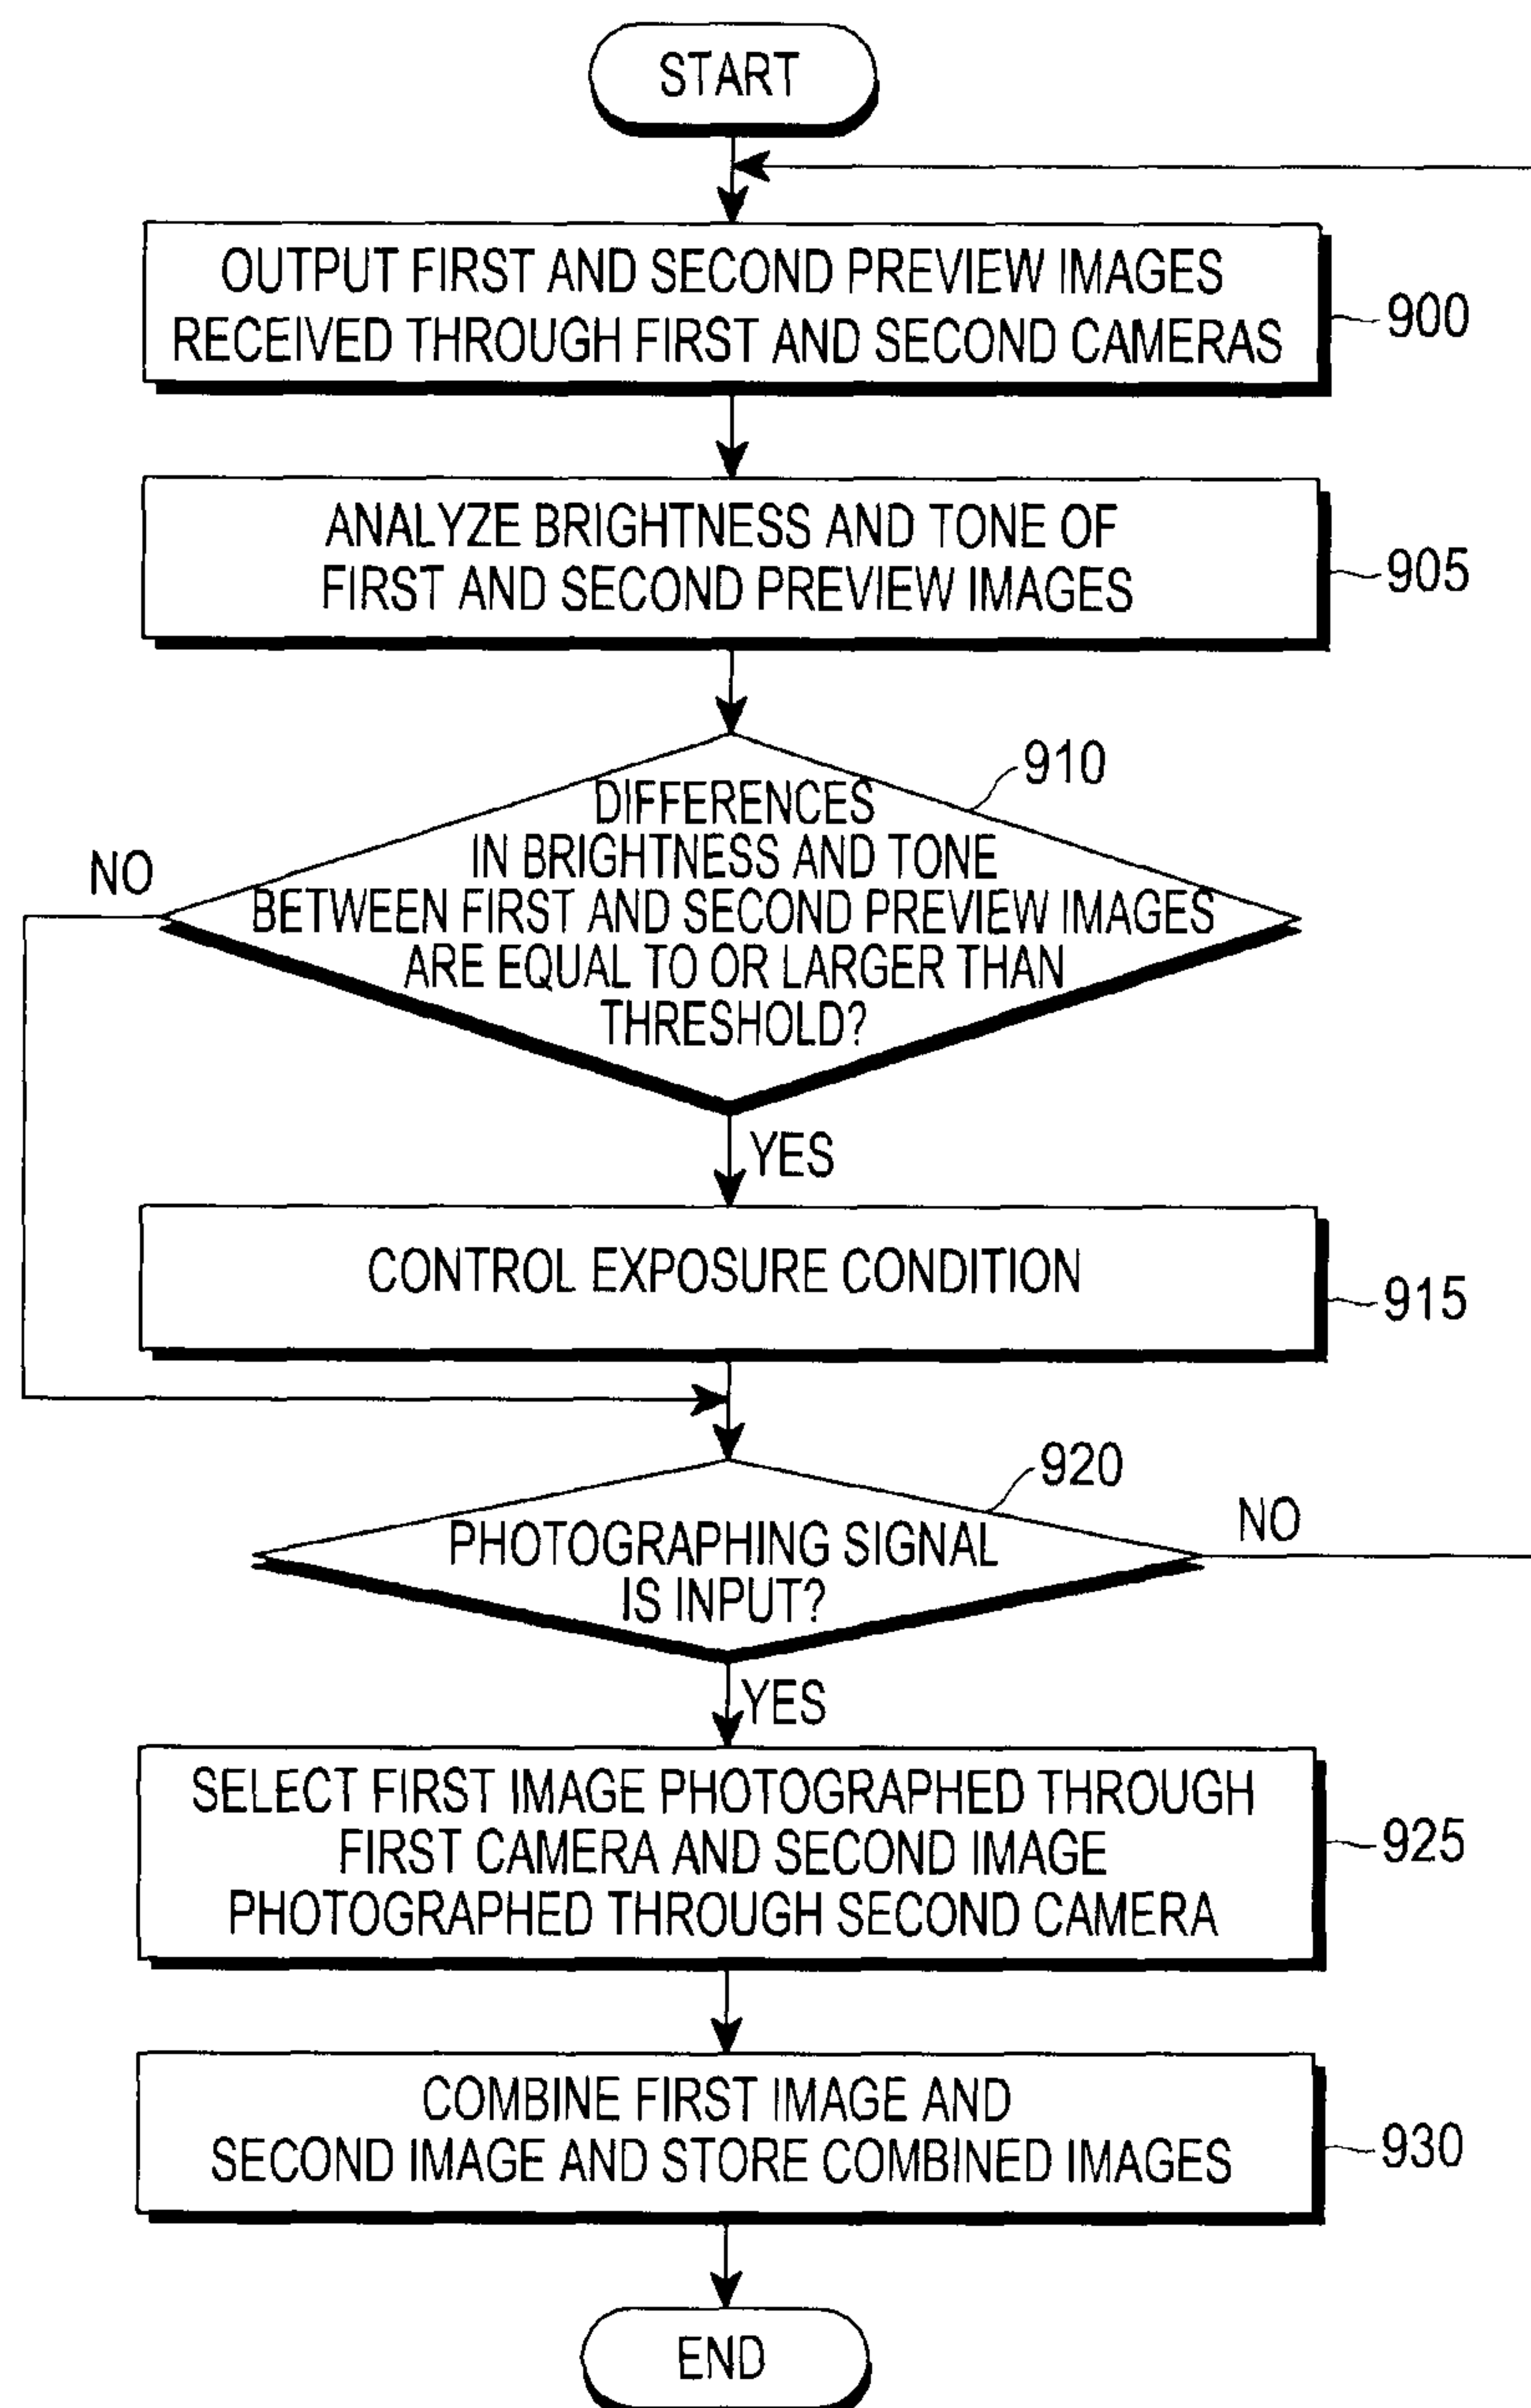 START
OUTPUT FIRST AND SECOND PREVIEW IMAGES
RECEIVED THROUGH FIRST AND SECOND CAMERAS
900
ANALYZE BRIGHTNESS AND TONE OF
FIRST AND SECOND PREVIEW IMAGES
905
910
DIFFERENCES
IN BRIGHTNESS AND TONE
BETWEEN FIRST AND SECOND PREVIEW IMAGES
ARE EQUAL TO OR LARGER THAN
THRESHOLD?
NO
YES
CONTROL EXPOSURE CONDITION
915
920
PHOTOGRAPHING SIGNAL
IS INPUT?
NO
YES
SELECT FIRST IMAGE PHOTOGRAPHED THROUGH
FIRST CAMERA AND SECOND IMAGE
PHOTOGRAPHED THROUGH SECOND CAMERA
925
COMBINE FIRST IMAGE AND
SECOND IMAGE AND STORE COMBINED IMAGES
930
END